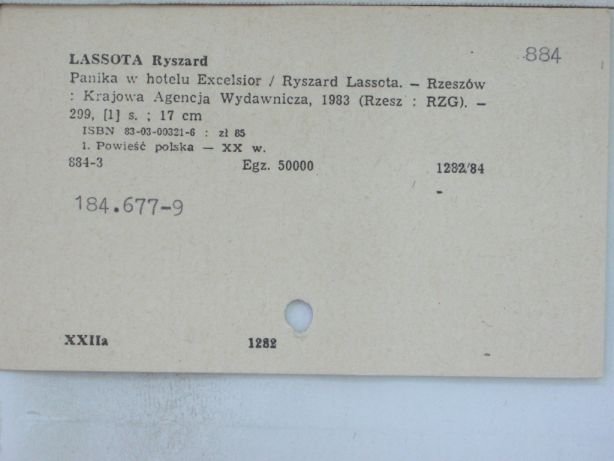 LASSOTA Ryszard
884
Panika w hotelu Excelsior / Ryszard Lassota. — Rzeszów
: Krajowa Agencja Wydawnicza, 1983 (Rzesz : RZG). —
299, [1] s. ; 17 cm
ISBN 83-03-00321-6 : zł 85
1. Powieść polska — XX w.
884-3 Egz. 50000 1282/84
-
184.677-9
XXIIa 1282